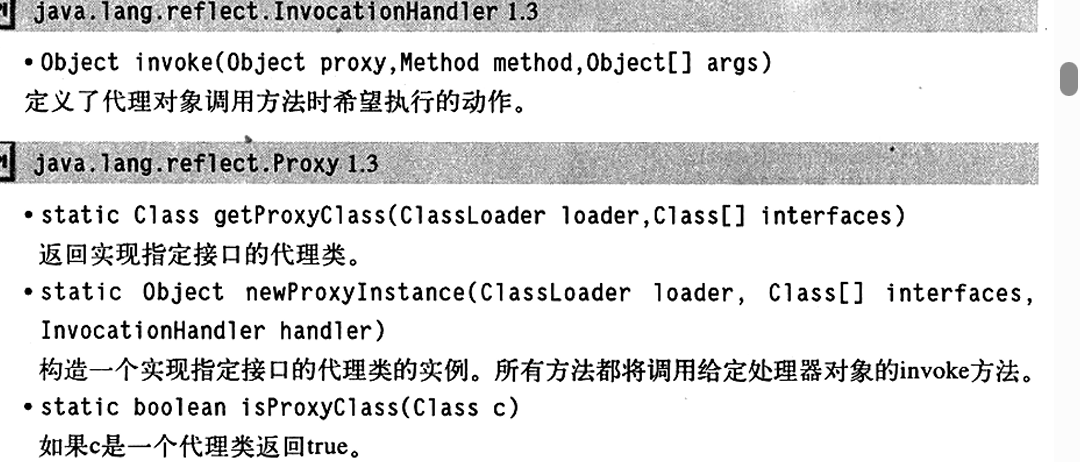 java.lang.reflect.InvocationHandler 1.3
•Object invoke(Object proxy,Method method,Object[] args)
定义了代理对象调用方法时希望执行的动作。
java.lang.reflect.Proxy 1.3
•static Class getProxyClass(ClassLoader loader,Class[] interfaces)
返回实现指定接口的代理类。
•static Object newProxyInstance(ClassLoader loader, Class[] interfaces,
InvocationHandler handler)
构造一个实现指定接口的代理类的实例。所有方法都将调用给定处理器对象的invoke方法。
•static boolean isProxyClass(Class c)
如果c是一个代理类返回true。